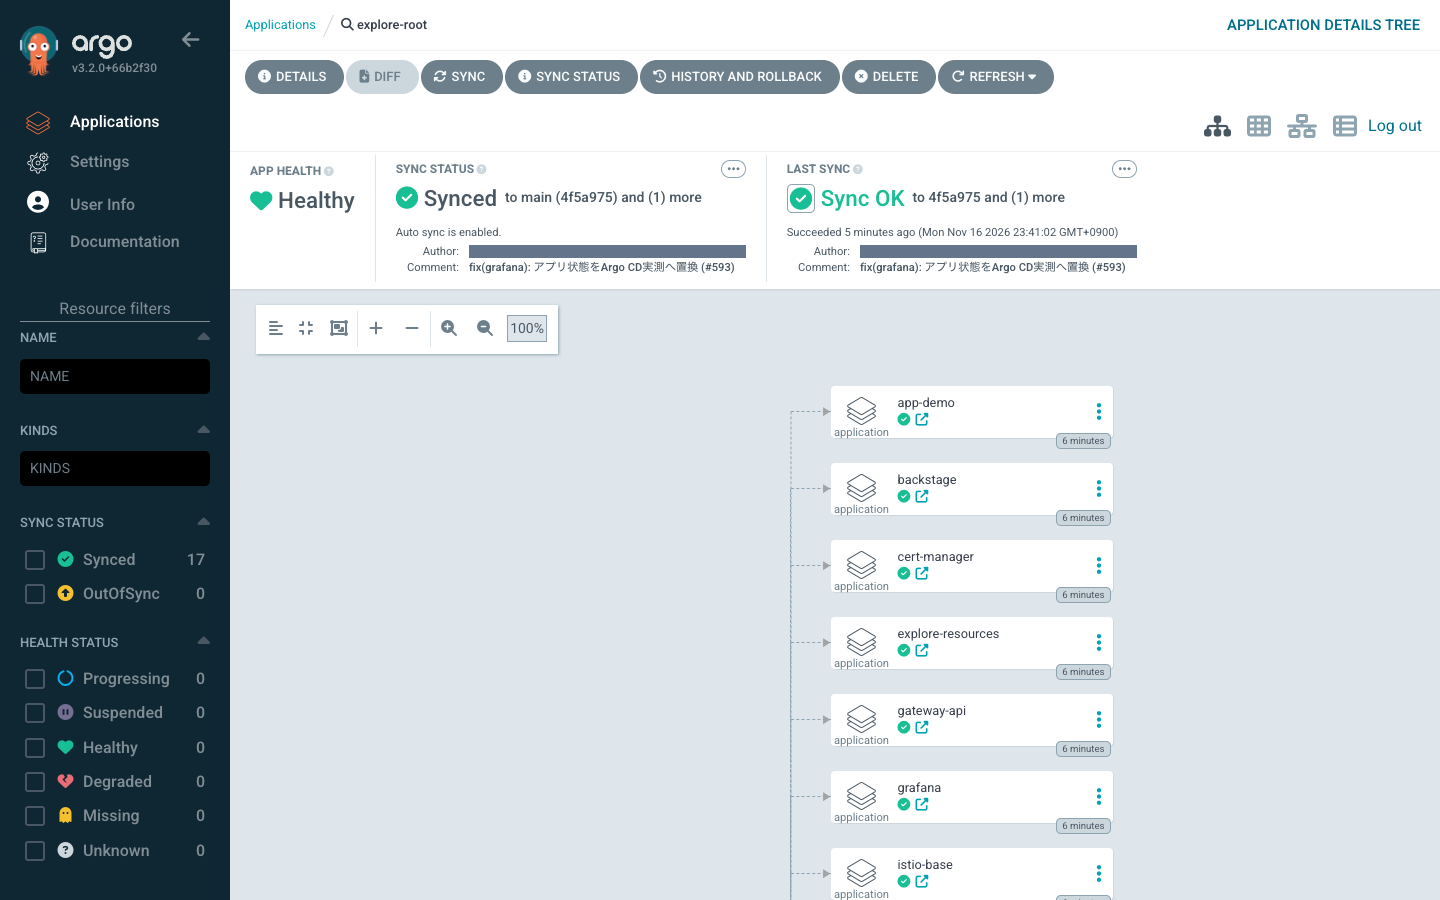 argo
v3.2.0+66b2f30
Applications
Settings
User Info
Documentation
Resource filters
NAME
NAME
KINDS
KINDS
SYNC STATUS
Synced 17
OutOfSync 0
HEALTH STATUS
Progressing 0
Suspended 0
Healthy 0
Degraded 0
Missing 0
Unknown 0
Applications / explore-root
APPLICATION DETAILS TREE
DETAILS DIFF SYNC SYNC STATUS HISTORY AND ROLLBACK DELETE REFRESH
Log out
APP HEALTH
Healthy
SYNC STATUS
Synced to main (4f5a975) and (1) more
Auto sync is enabled.
Author:
Comment: fix(grafana): アプリ状態をArgo CD実測へ置換 (#593)
LAST SYNC
Sync OK to 4f5a975 and (1) more
Succeeded 5 minutes ago (Mon Nov 16 2026 23:41:02 GMT+0900)
Author:
Comment: fix(grafana): アプリ状態をArgo CD実測へ置換 (#593)
100%
app-demo
application
6 minutes
backstage
application
6 minutes
cert-manager
application
6 minutes
explore-resources
application
6 minutes
gateway-api
application
6 minutes
grafana
application
6 minutes
istio-base
application